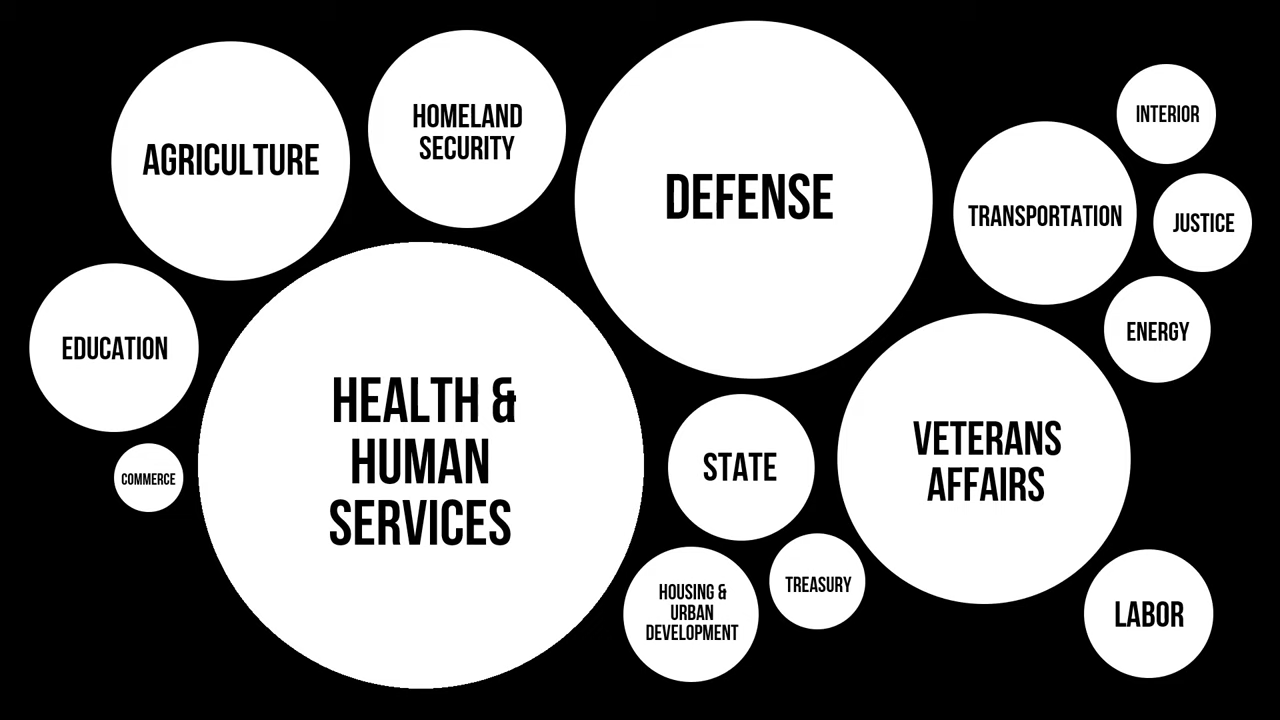 AGRICULTURE
HOMELAND
SECURITY
DEFENSE
INTERIOR
TRANSPORTATION
JUSTICE
EDUCATION
ENERGY
HEALTH &
HUMAN
SERVICES
COMMERCE
STATE
VETERANS
AFFAIRS
HOUSING &
URBAN
DEVELOPMENT
TREASURY
LABOR